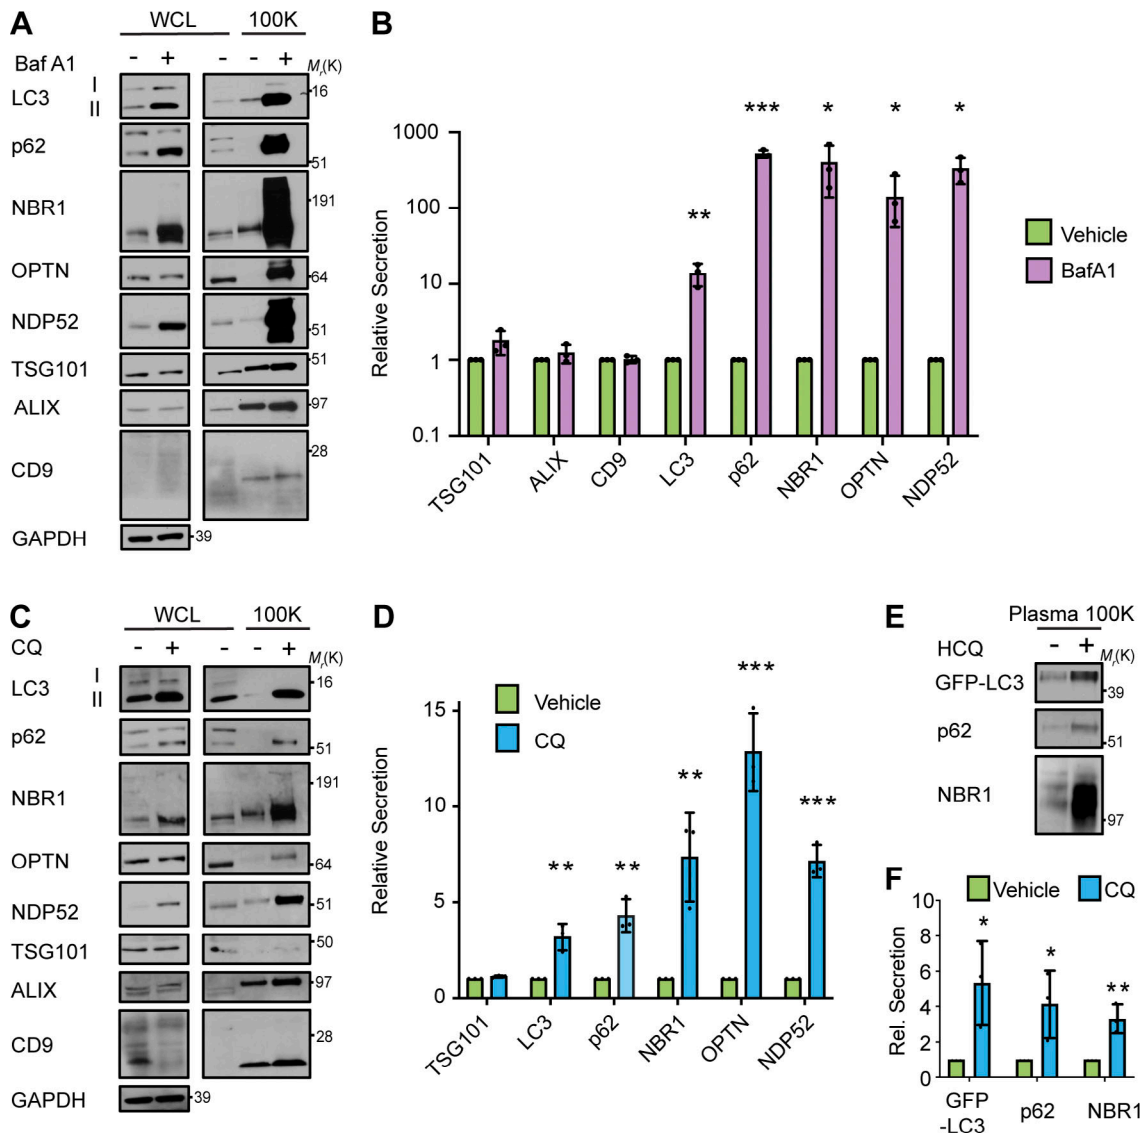 A
WCL 100K
Baf A1 - + - - + Mr(K)
LC3 I II -16
p62 -51
NBR1 -191
OPTN -64
NDP52 -51
TSG101 -51
ALIX -97
CD9 -28
GAPDH -39
B
Relative Secretion
1000
100
10
1
0.1
*** * * *
**
Vehicle
BafA1
TSG101 ALIX CD9 LC3 p62 NBR1 OPTN NDP52
C
WCL 100K
CQ - + - - + Mr(K)
LC3 I II -16
p62 -51
NBR1 -191
OPTN -64
NDP52 -51
TSG101 -50
ALIX -97
CD9 -28
GAPDH -39
D
Relative Secretion
15
10
5
0
Vehicle
CQ
** ** ** *** ***
TSG101 LC3 p62 NBR1 OPTN NDP52
E
Plasma 100K
HCQ - + Mr(K)
GFP-LC3 -39
p62 -51
NBR1 -97
F
Vehicle CQ
Rel. Secretion
10
8
6
4
2
0
* * **
GFP
-LC3 p62 NBR1